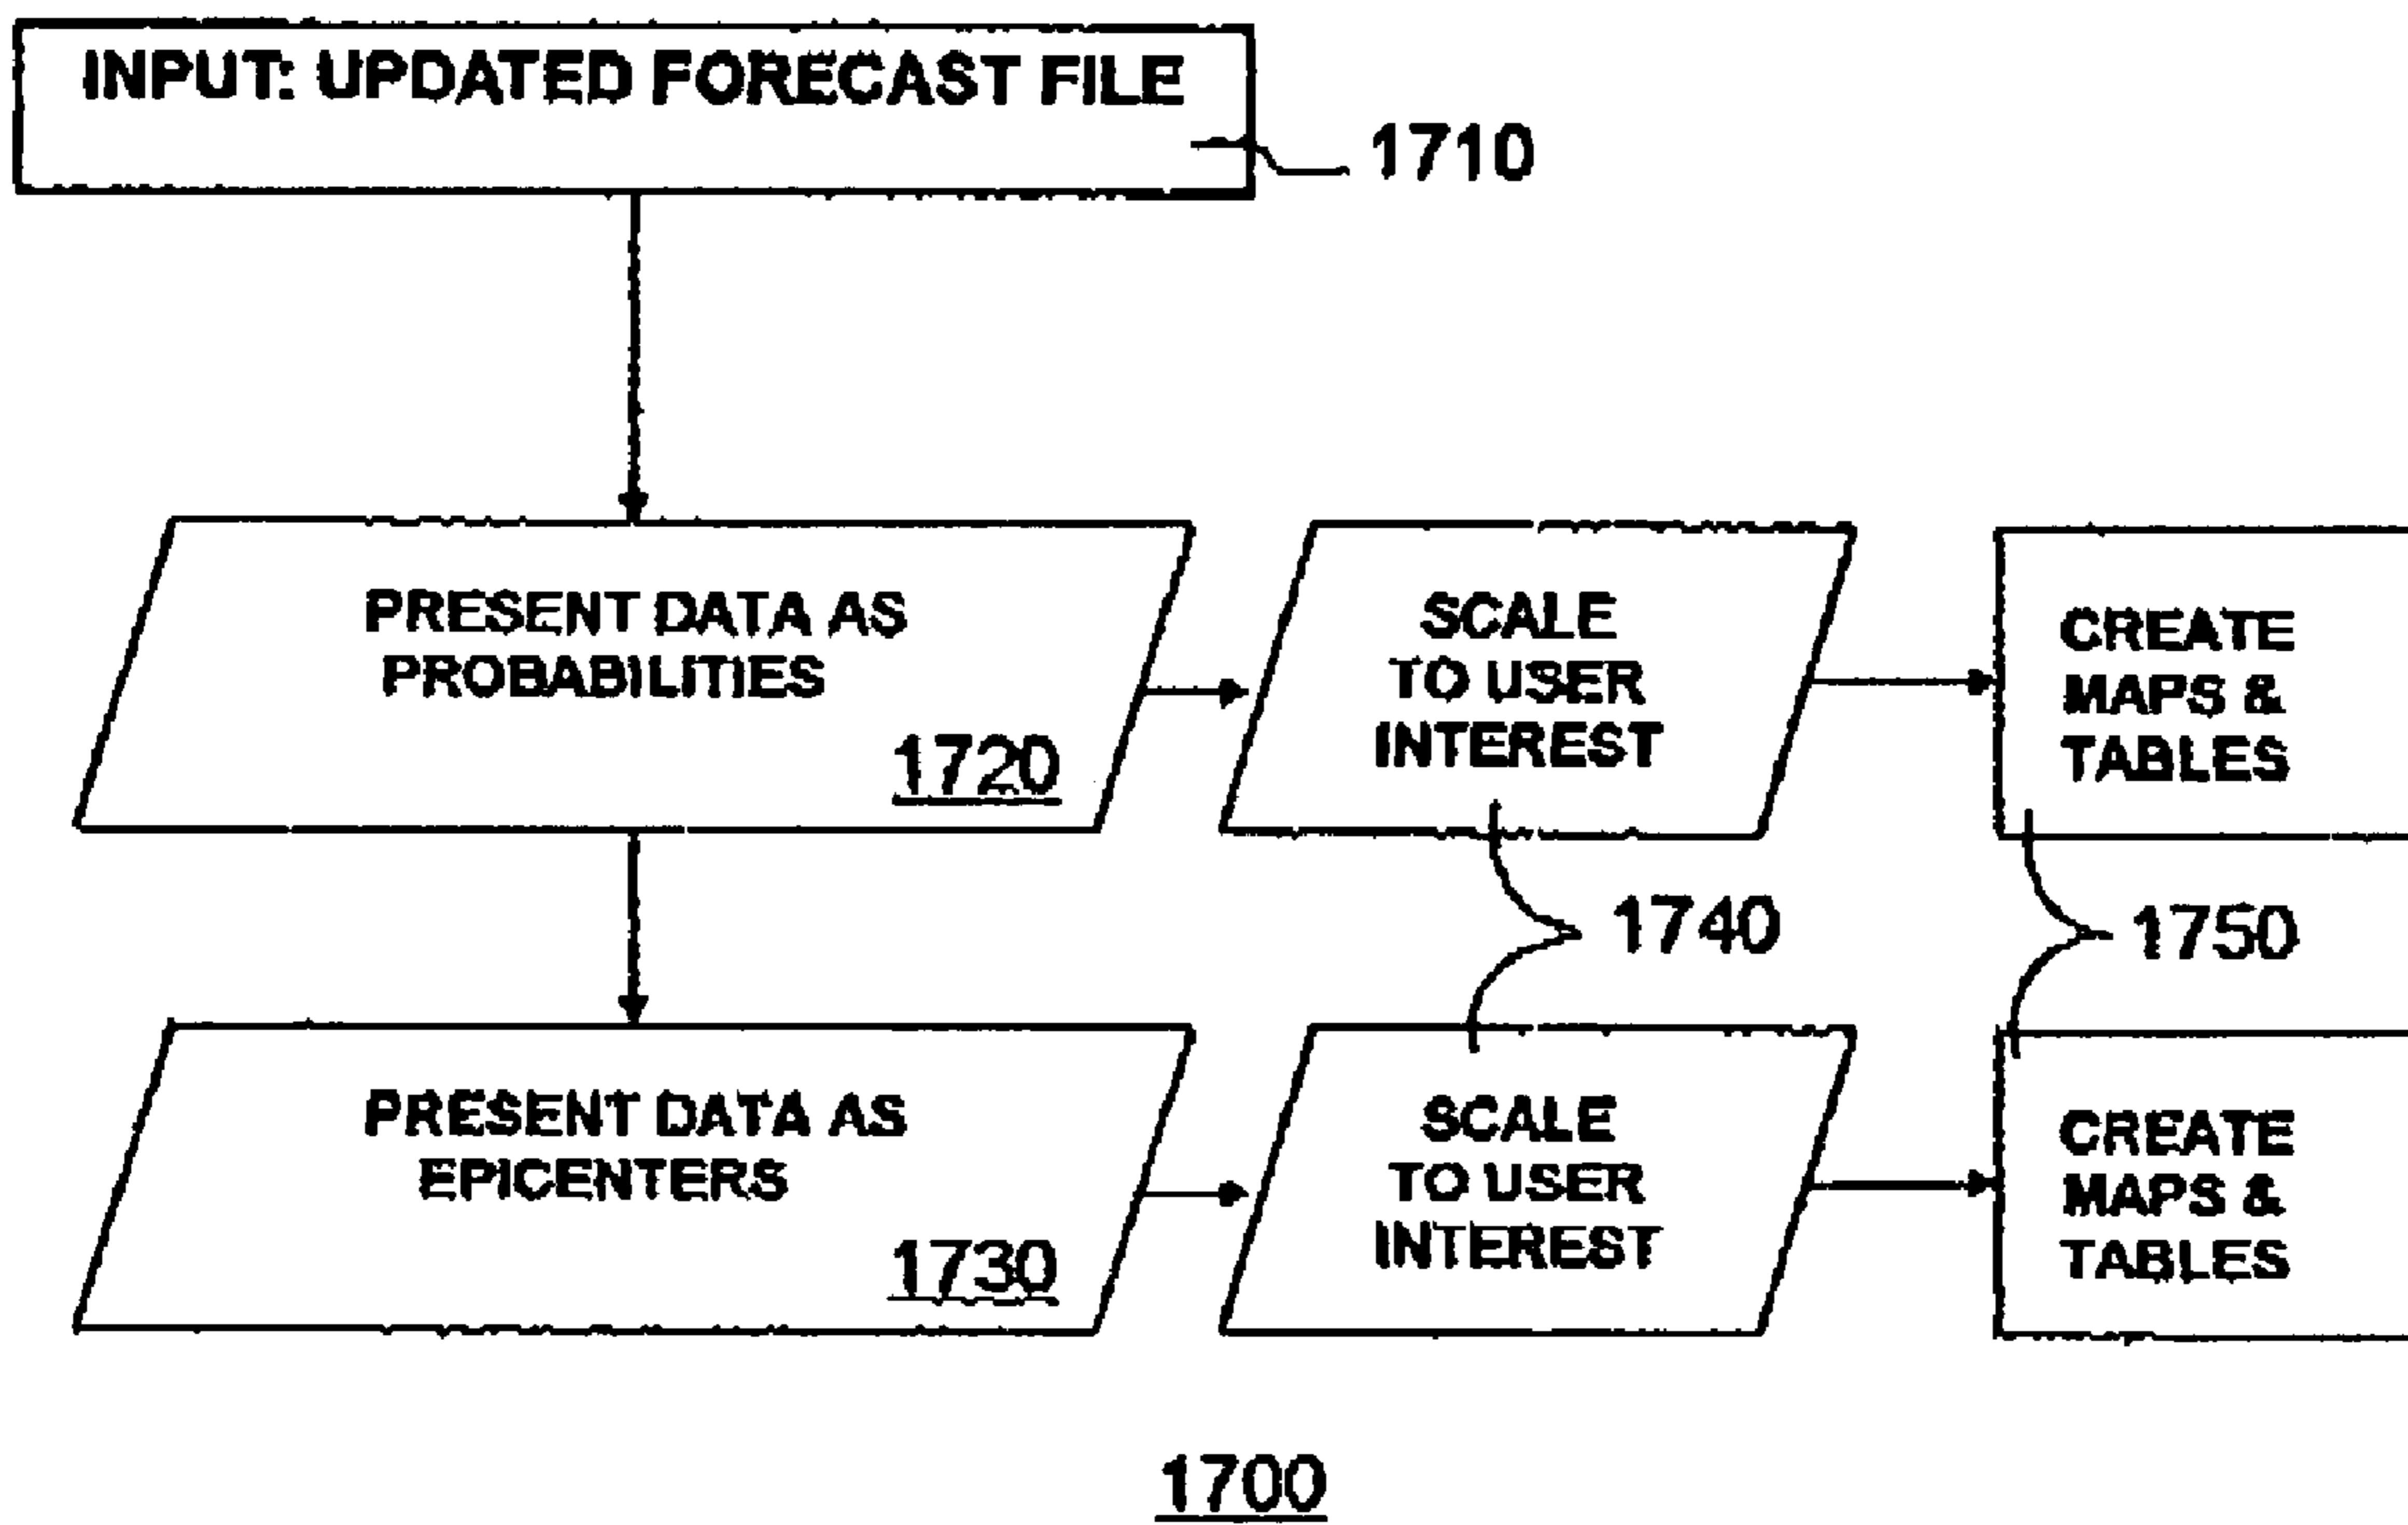 INPUT: UPDATED FORECAST FILE
1710
PRESENT DATA AS
PROBABILITIES
1720
SCALE
TO USER
INTEREST
CREATE
MAPS &
TABLES
1740
1750
PRESENT DATA AS
EPICENTERS
1730
SCALE
TO USER
INTEREST
CREATE
MAPS &
TABLES
1700